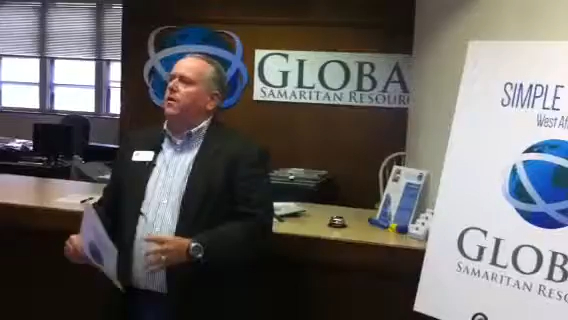 GLOBA
SAMARITAN RESOUR
SIMPLE
West Af
GLOB
SAMARITAN RESO